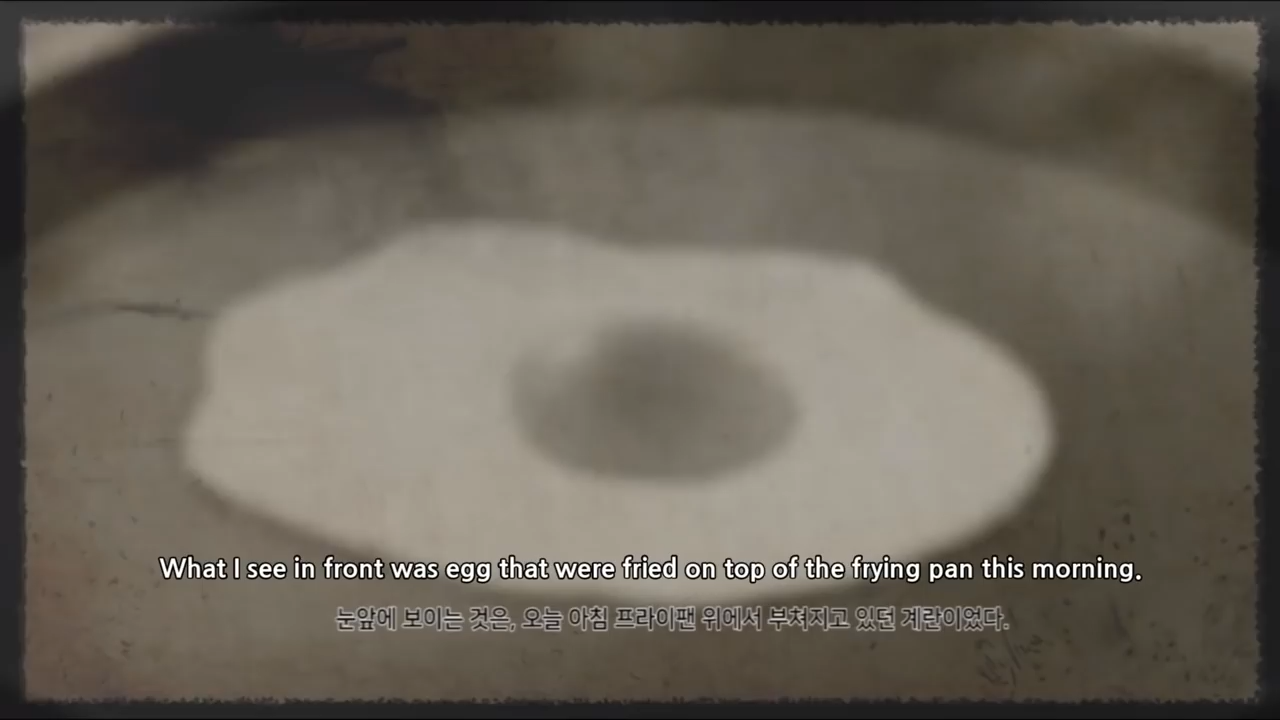 What I see in front was egg that were fried on top of the frying pan this morning.
눈앞에 보이는 것은, 오늘 아침 프라이팬 위에서 부쳐지고 있던 계란이었다.